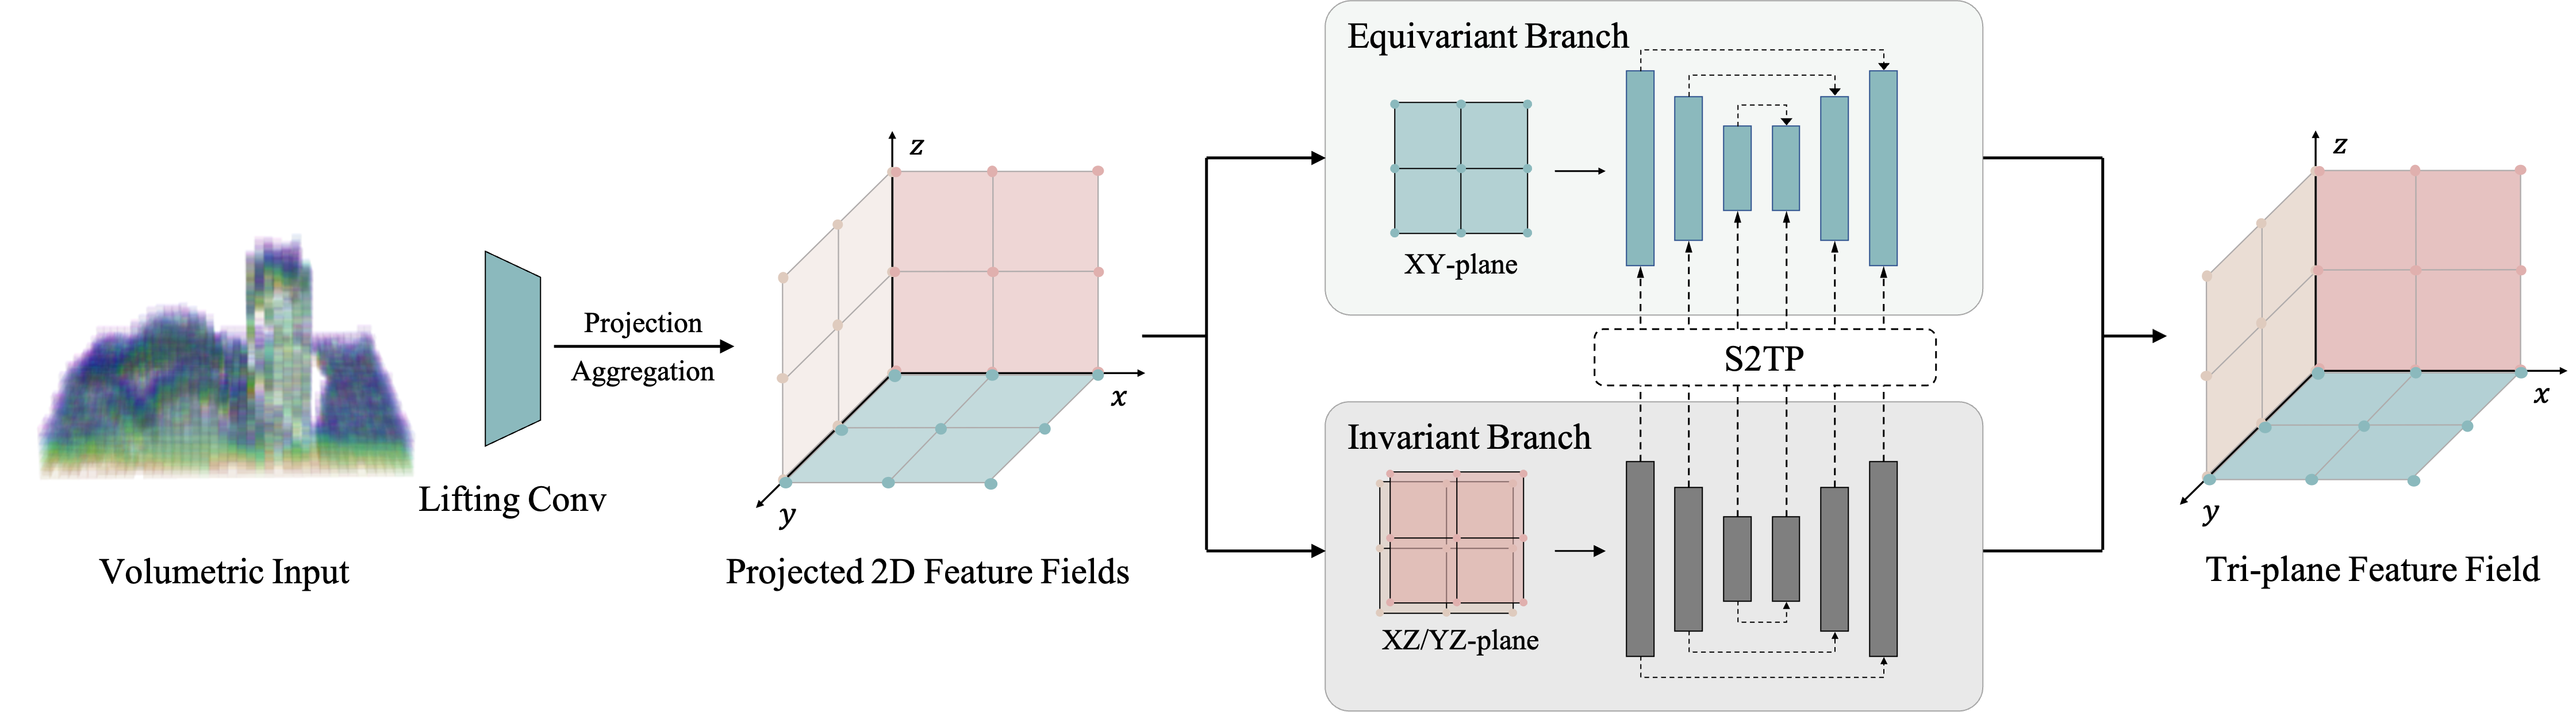 Volumetric Input
Lifting Conv
Projection
Aggregation
z
x
y
Projected 2D Feature Fields
Equivariant Branch
XY-plane
S2TP
Invariant Branch
XZ/YZ-plane
z
x
y
Tri-plane Feature Field